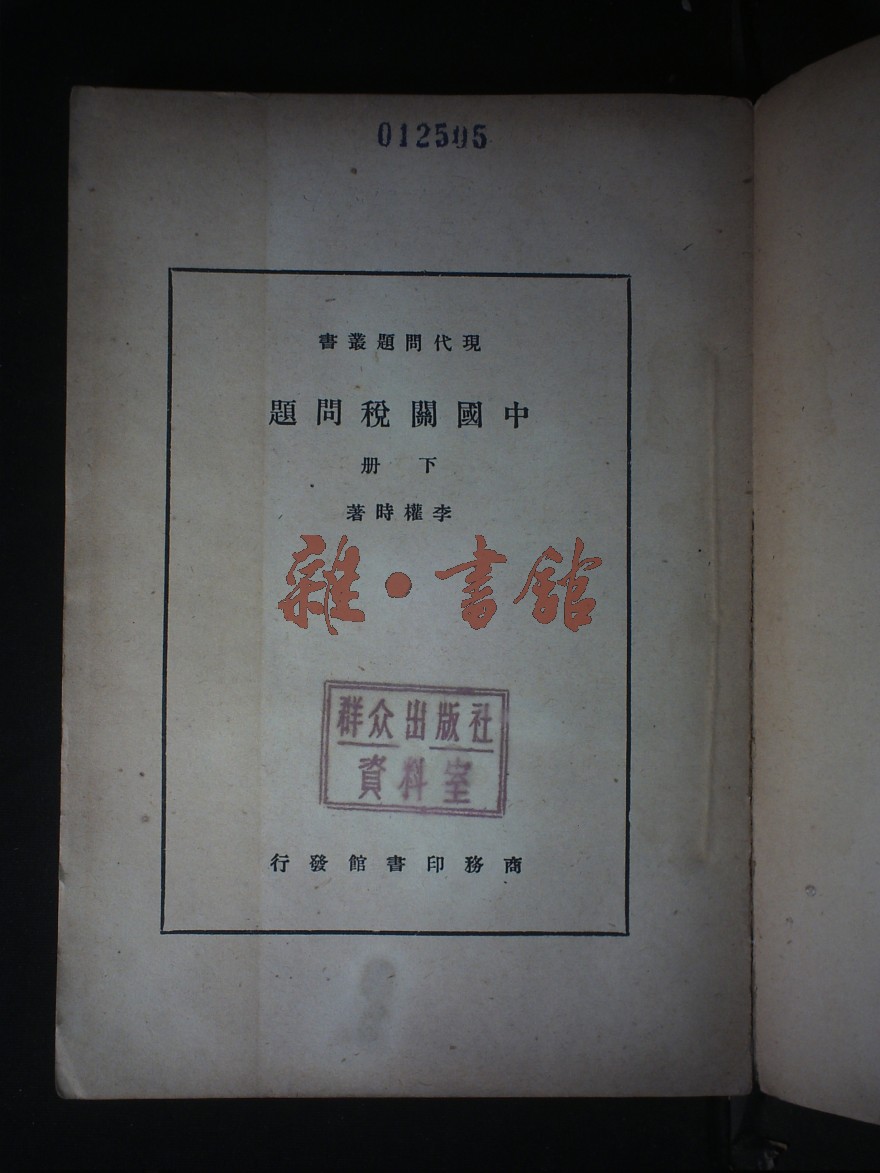 012505
現代問題叢書
中國關稅問題
下册
李權時著
雜·書館
群众出版社
資料室
商務印書館發行